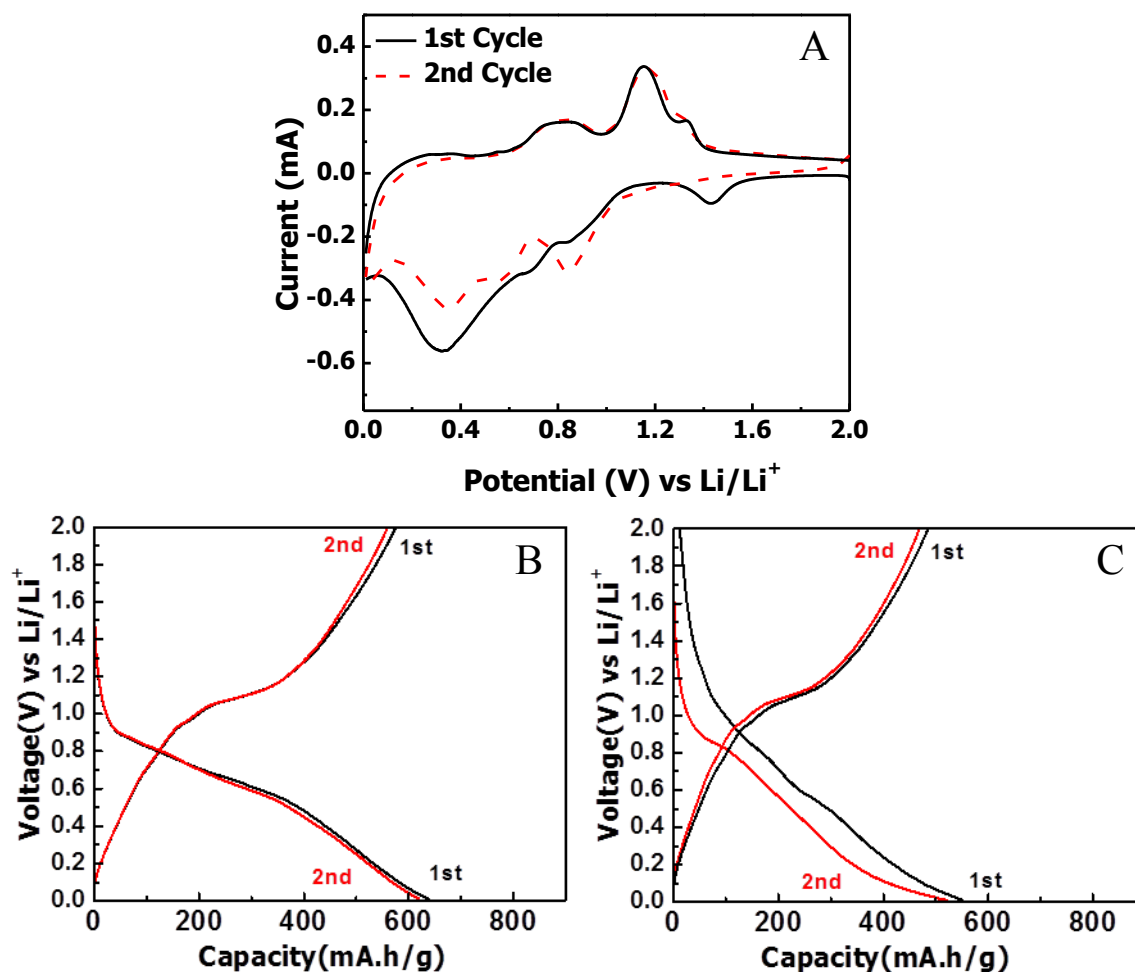 A
1st Cycle
2nd Cycle
0.4
0.2
0.0
-0.2
-0.4
-0.6
Current (mA)
0.0 0.4 0.8 1.2 1.6 2.0
Potential (V) vs Li/Li⁺
B
2nd 1st
2.0
1.8
1.6
1.4
1.2
1.0
0.8
0.6
0.4
0.2
0.0
Voltage(V) vs Li/Li⁺
2nd 1st
0 200 400 600 800
Capacity(mA.h/g)
C
2nd 1st
2.0
1.8
1.6
1.4
1.2
1.0
0.8
0.6
0.4
0.2
0.0
Voltage(V) vs Li/Li⁺
2nd 1st
0 200 400 600 800
Capacity(mA.h/g)